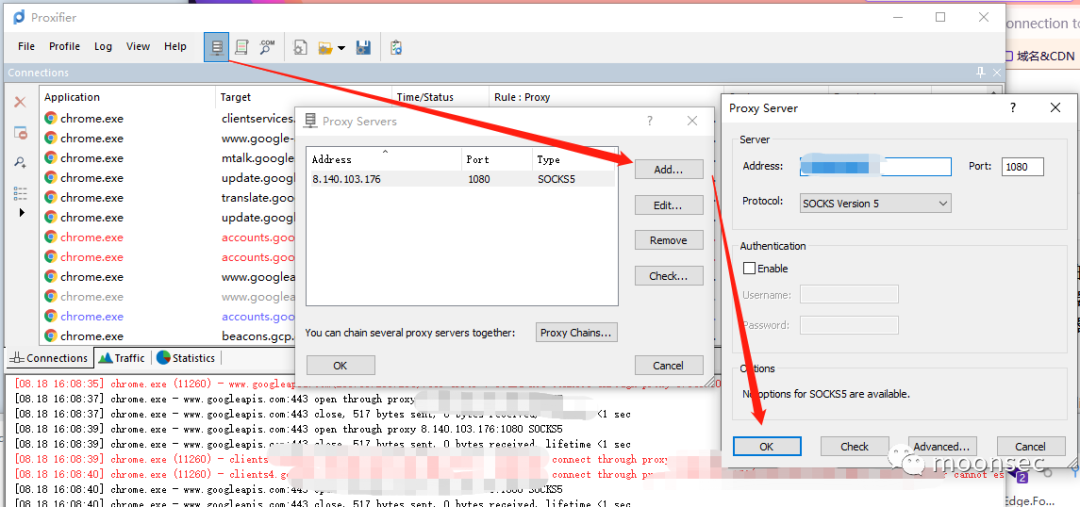 Proxifier
File Profile Log View Help
.COM
onnection to
域名&CDN
Connections
Application Target Time/Status Rule : Proxy
chrome.exe clientservices.
chrome.exe www.google-
chrome.exe mtalk.google.
chrome.exe update.google
chrome.exe translate.goo
chrome.exe update.google
chrome.exe accounts.goo
chrome.exe accounts.goo
chrome.exe www.googlea
chrome.exe www.googlea
chrome.exe accounts.goo
chrome.exe beacons.gcp.
Connections Traffic Statistics
Proxy Servers ?
Address Port Type
8.140.103.176 1080 SOCKS5
Add...
Edit...
Remove
Check...
You can chain several proxy servers together: Proxy Chains...
OK Cancel
Proxy Server ?
Server
Address: Port: 1080
Protocol: SOCKS Version 5
Authentication
Enable
Username:
Password:
Options
No options for SOCKS5 are available.
OK Check Advanced... Cancel
[08.18 16:08:35] chrome.exe (11260) - www.googleapis.com connect through proxy
[08.18 16:08:37] chrome.exe - www.googleapis.com:443 open through proxy
[08.18 16:08:37] chrome.exe - www.googleapis.com:443 close, 517 bytes sent, 0 bytes received, <1 sec
[08.18 16:08:39] chrome.exe - www.googleapis.com:443 open through proxy 8.140.103.176:1080 SOCKS5
[08.18 16:08:39] chrome.exe - www.googleapis.com:443 close, 517 bytes sent, 0 bytes received, lifetime <1 sec
[08.18 16:08:39] chrome.exe (11260) - clients connect through proxy
[08.18 16:08:40] chrome.exe (11260) - clients4. connect through proxy cannot es
[08.18 16:08:40] chrome.exe - www.googleapis.com:443 open :1080 SOCKS5
[08.18 16:08:40] chrome.exe - www.googleapis.com:443 close, 517 bytes sent, 0 bytes received, lifetime <1 sec
moonsec
2
Edge.Fo...